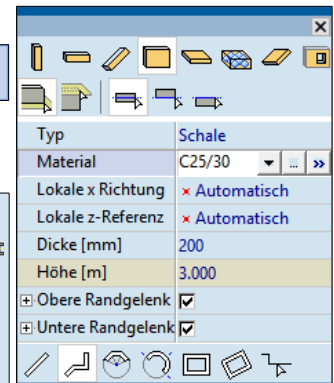 Typ Schale
Material C25/30
Lokale x Richtung Automatisch
Lokale z-Referenz Automatisch
Dicke [mm] 200
Höhe [m] 3.000
Obere Randgelenk
Untere Randgelenk